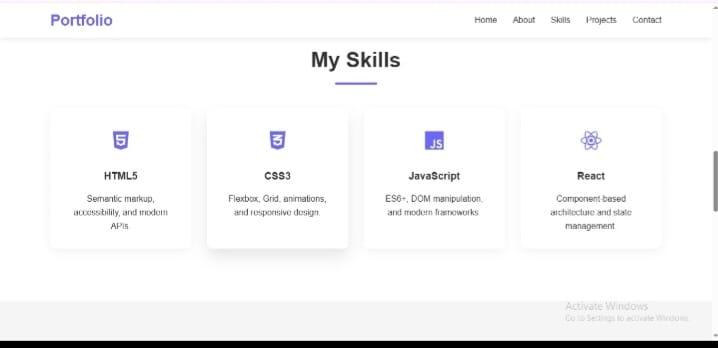 Portfolio
Home About Skills Projects Contact
My Skills
HTML5
Semantic markup,
accessibility, and modern
APIs.
CSS3
Flexbox, Grid, animations,
and responsive design.
JS
JavaScript
ES6+, DOM manipulation,
and modern frameworks.
React
Component-based
architecture and state
management.
Activate Windows
Go to Settings to activate Windows.